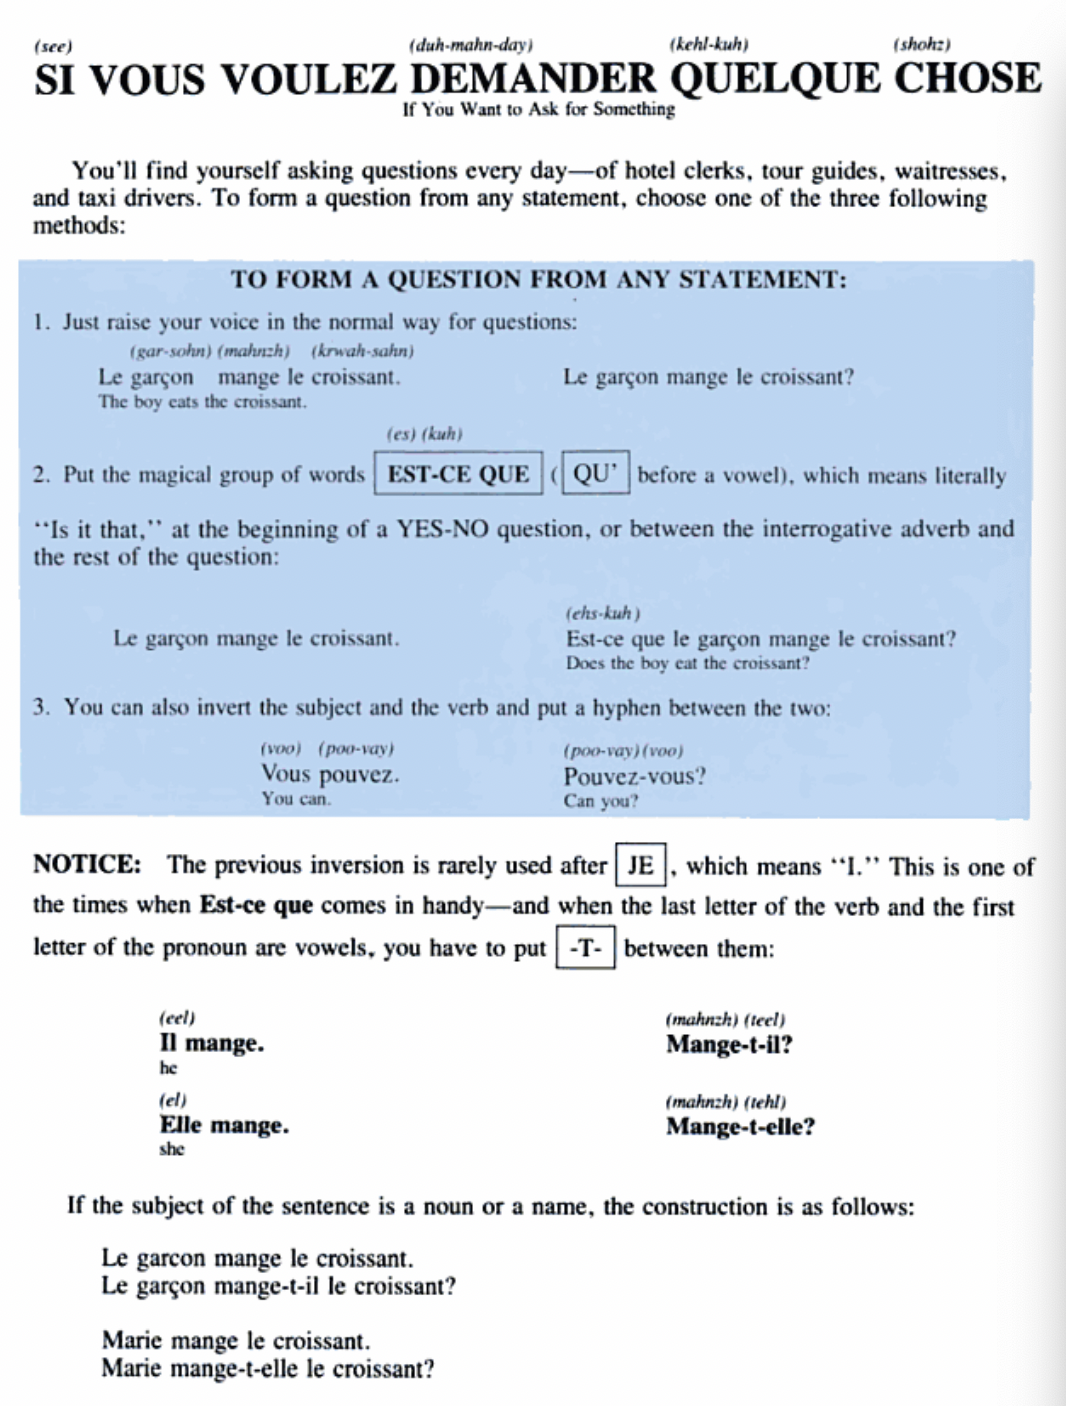 (see) (duh-mahn-day) (kehl-kuh) (shohz)
SI VOUS VOULEZ DEMANDER QUELQUE CHOSE
If You Want to Ask for Something
You'll find yourself asking questions every day—of hotel clerks, tour guides, waitresses,
and taxi drivers. To form a question from any statement, choose one of the three following
methods:
TO FORM A QUESTION FROM ANY STATEMENT:
1. Just raise your voice in the normal way for questions:
(gar-sohn) (mahnzh) (krwah-sahn)
Le garçon mange le croissant. Le garçon mange le croissant?
The boy eats the croissant.
(es) (kuh)
2. Put the magical group of words EST-CE QUE ( QU' before a vowel), which means literally
“Is it that,” at the beginning of a YES-NO question, or between the interrogative adverb and
the rest of the question:
(ehs-kuh)
Le garçon mange le croissant. Est-ce que le garçon mange le croissant?
Does the boy eat the croissant?
3. You can also invert the subject and the verb and put a hyphen between the two:
(voo) (poo-vay) (poo-vay) (voo)
Vous pouvez. Pouvez-vous?
You can. Can you?
NOTICE: The previous inversion is rarely used after JE , which means “I.” This is one of
the times when Est-ce que comes in handy—and when the last letter of the verb and the first
letter of the pronoun are vowels, you have to put -T- between them:
(eel) (mahnzh) (teel)
Il mange. Mange-t-il?
he
(el) (mahnzh) (tehl)
Elle mange. Mange-t-elle?
she
If the subject of the sentence is a noun or a name, the construction is as follows:
Le garcon mange le croissant.
Le garçon mange-t-il le croissant?
Marie mange le croissant.
Marie mange-t-elle le croissant?